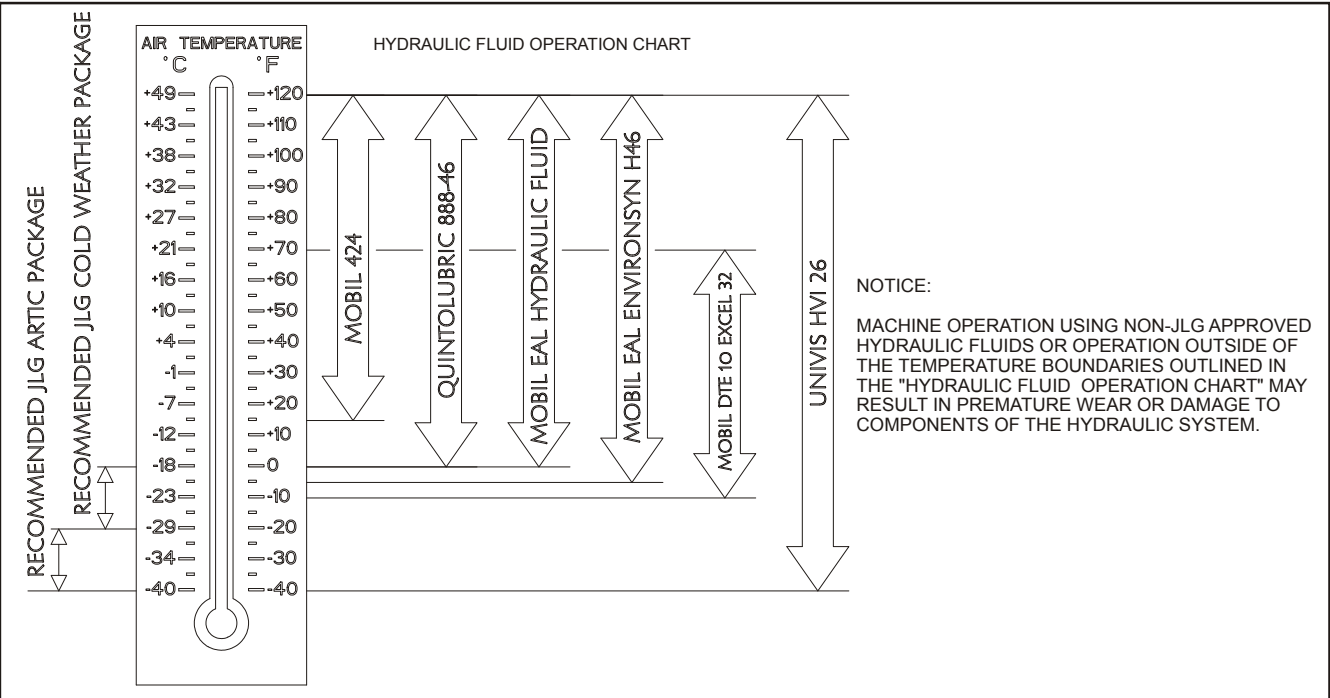 RECOMMENDED JLG ARTIC PACKAGE
RECOMMENDED JLG COLD WEATHER PACKAGE
AIR TEMPERATURE
°C °F
+49 +120
+43 +110
+38 +100
+32 +90
+27 +80
+21 +70
+16 +60
+10 +50
+4 +40
-1 +30
-7 +20
-12 +10
-18 0
-23 -10
-29 -20
-34 -30
-40 -40
HYDRAULIC FLUID OPERATION CHART
MOBIL 424
QUINTOLUBRIC 888-46
MOBIL EAL HYDRAULIC FLUID
MOBIL EAL ENVIRONSYN H46
MOBIL DTE 10 EXCEL 32
UNIVIS HVI 26
NOTICE:
MACHINE OPERATION USING NON-JLG APPROVED
HYDRAULIC FLUIDS OR OPERATION OUTSIDE OF
THE TEMPERATURE BOUNDARIES OUTLINED IN
THE "HYDRAULIC FLUID OPERATION CHART" MAY
RESULT IN PREMATURE WEAR OR DAMAGE TO
COMPONENTS OF THE HYDRAULIC SYSTEM.